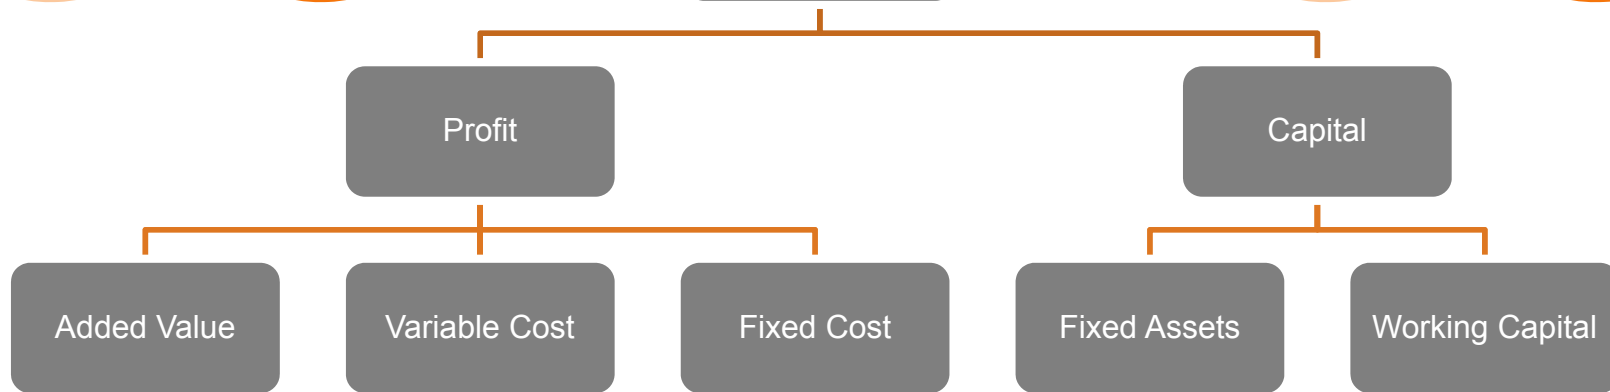 Profit
Capital
Added Value
Variable Cost
Fixed Cost
Fixed Assets
Working Capital